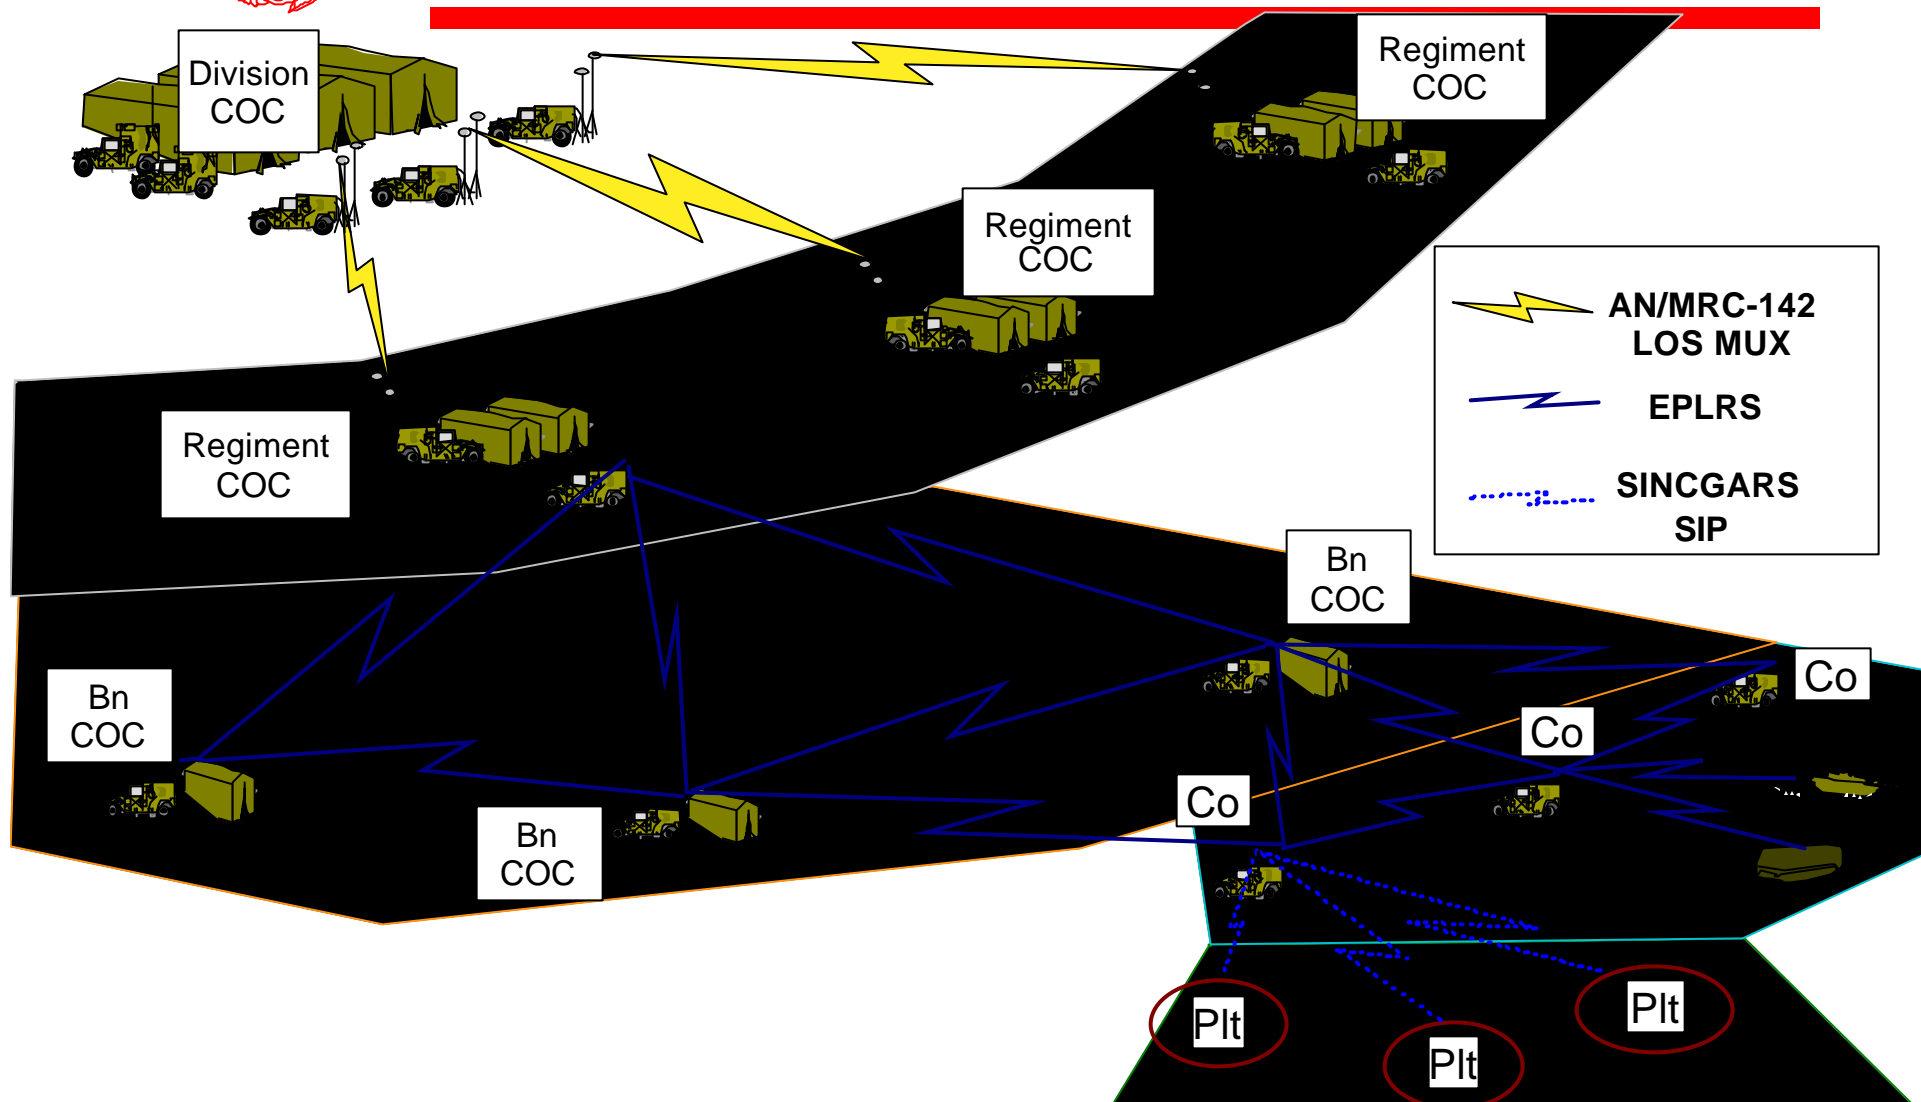 Division
COC
Regiment
COC
Regiment
COC
Regiment
COC
AN/MRC-142
LOS MUX
EPLRS
SINCGARS
SIP
Bn
COC
Bn
COC
Bn
COC
Co
Co
Co
Plt
Plt
Plt